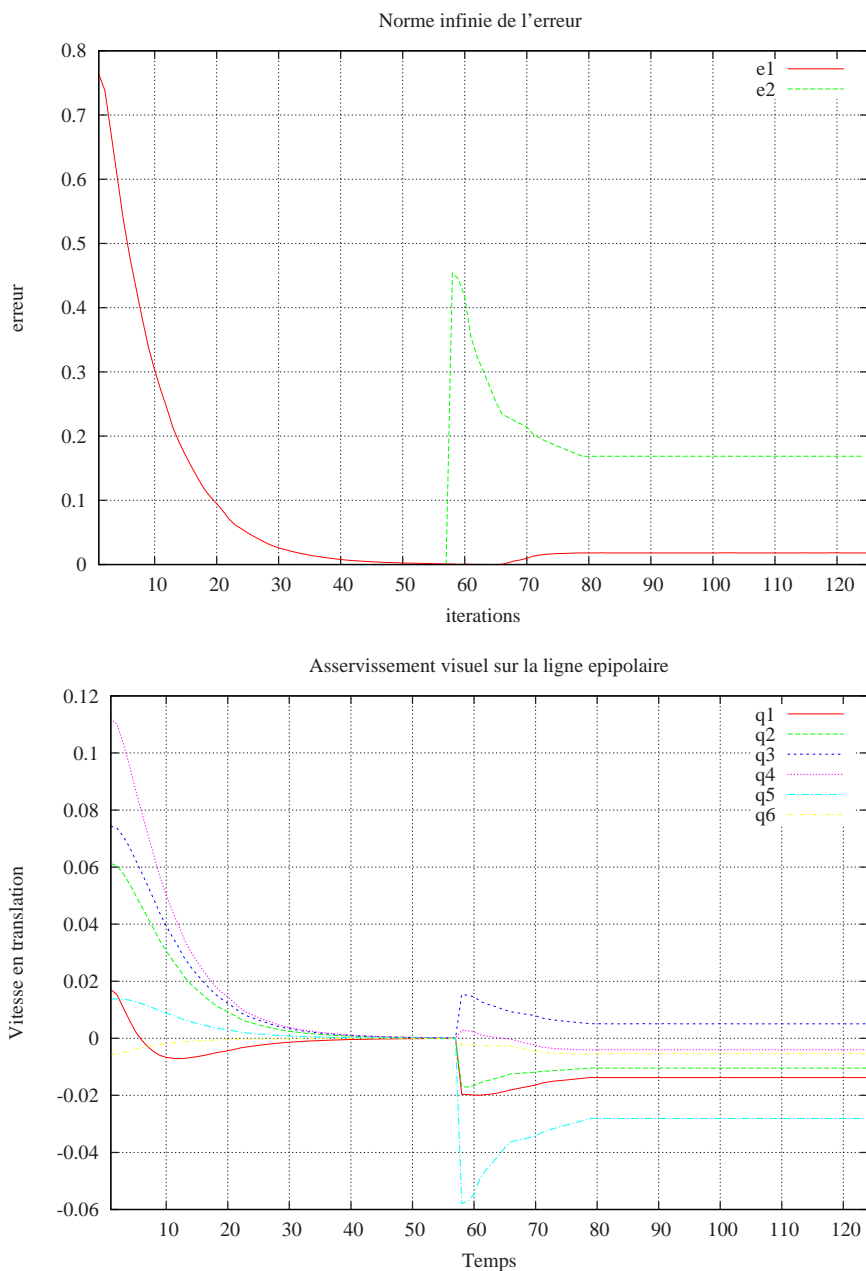 Norme infinie de l'erreur
0.8
0.7
0.6
0.5
0.4
0.3
0.2
0.1
0
erreur
e1
e2
10 20 30 40 50 60 70 80 90 100 110 120
iterations
Asservissement visuel sur la ligne epipolaire
0.12
0.1
0.08
0.06
0.04
0.02
0
-0.02
-0.04
-0.06
Vitesse en translation
q1
q2
q3
q4
q5
q6
10 20 30 40 50 60 70 80 90 100 110 120
Temps